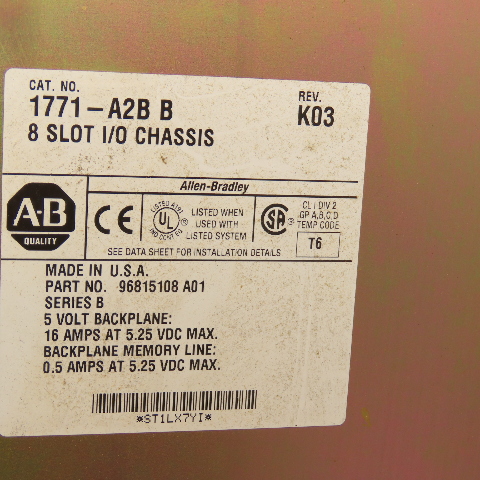 CAT. NO.
1771-A2B B
8 SLOT I/O CHASSIS
REV.
K03
Allen-Bradley
A-B
QUALITY
CE
UL
LISTED WHEN
USED WITH
LISTED SYSTEM
SA
CL I DIV 2
GP A,B,C,D
TEMP CODE
T6
SEE DATA SHEET FOR INSTALLATION DETAILS
MADE IN U.S.A.
PART NO. 96815108 A01
SERIES B
5 VOLT BACKPLANE:
16 AMPS AT 5.25 VDC MAX.
BACKPLANE MEMORY LINE:
0.5 AMPS AT 5.25 VDC MAX.
*ST1LX7YI*